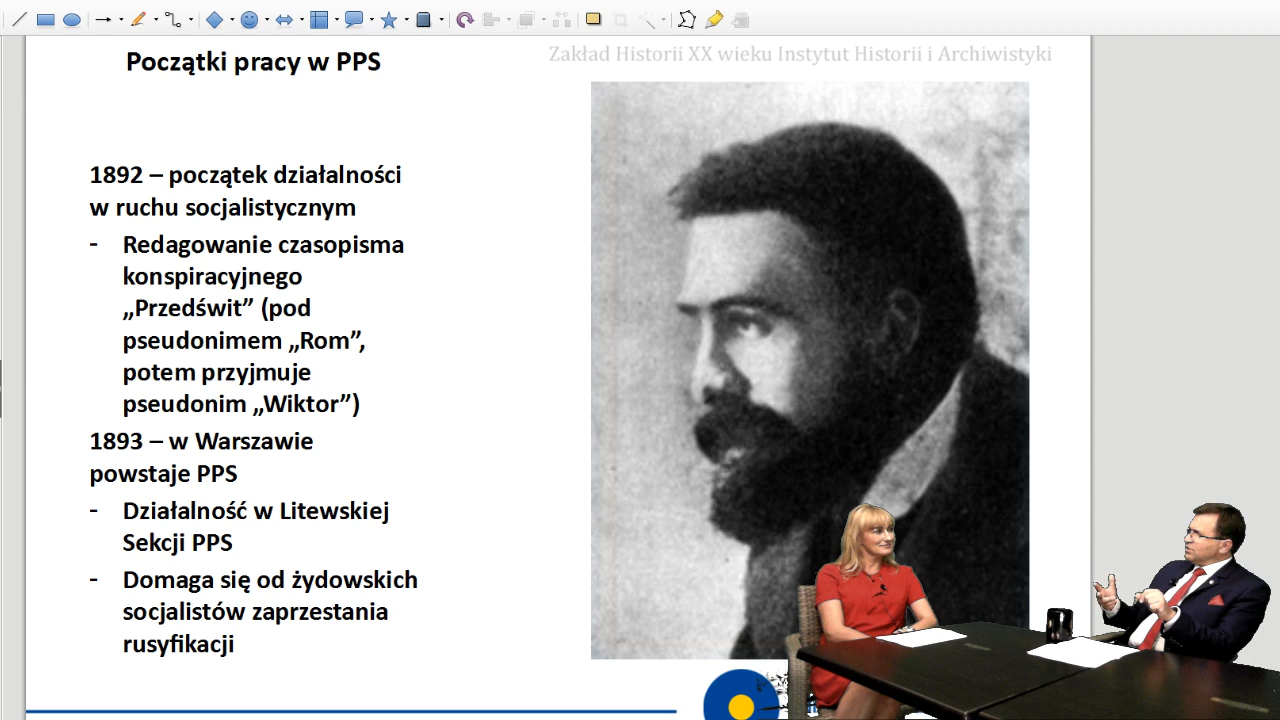 Początki pracy w PPS
Zakład Historii XX wieku Instytut Historii i Archiwistyki
1892 – początek działalności
w ruchu socjalistycznym
- Redagowanie czasopisma
konspiracyjnego
„Przedświt” (pod
pseudonimem „Rom”,
potem przyjmuje
pseudonim „Wiktor”)
1893 – w Warszawie
powstaje PPS
- Działalność w Litewskiej
Sekcji PPS
- Domaga się od żydowskich
socjalistów zaprzestania
rusyfikacji